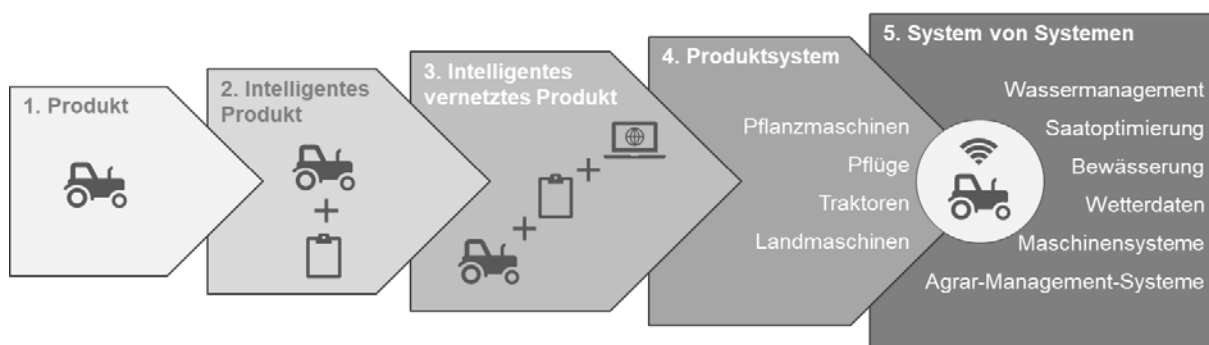 1. Produkt
2. Intelligentes
Produkt
3. Intelligentes
vernetztes Produkt
4. Produktsystem
Pflanzmaschinen
Pflüge
Traktoren
Landmaschinen
5. System von Systemen
Wassermanagement
Saatoptimierung
Bewässerung
Wetterdaten
Maschinensysteme
Agrar-Management-Systeme